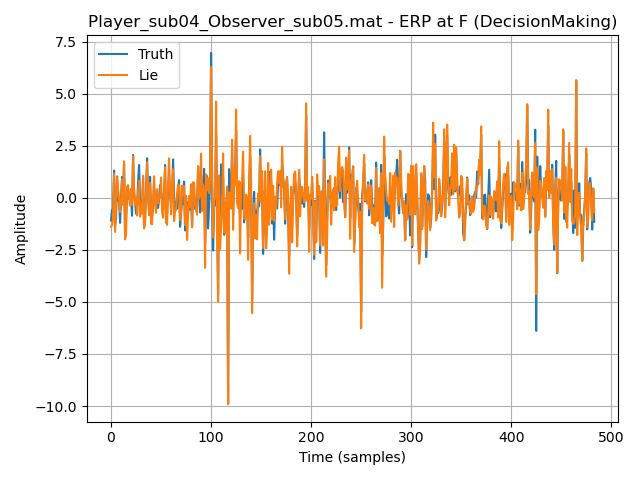 Player_sub04_Observer_sub05.mat - ERP at F (DecisionMaking)
Truth
Lie
Amplitude
7.5
5.0
2.5
0.0
−2.5
−5.0
−7.5
−10.0
0 100 200 300 400 500
Time (samples)